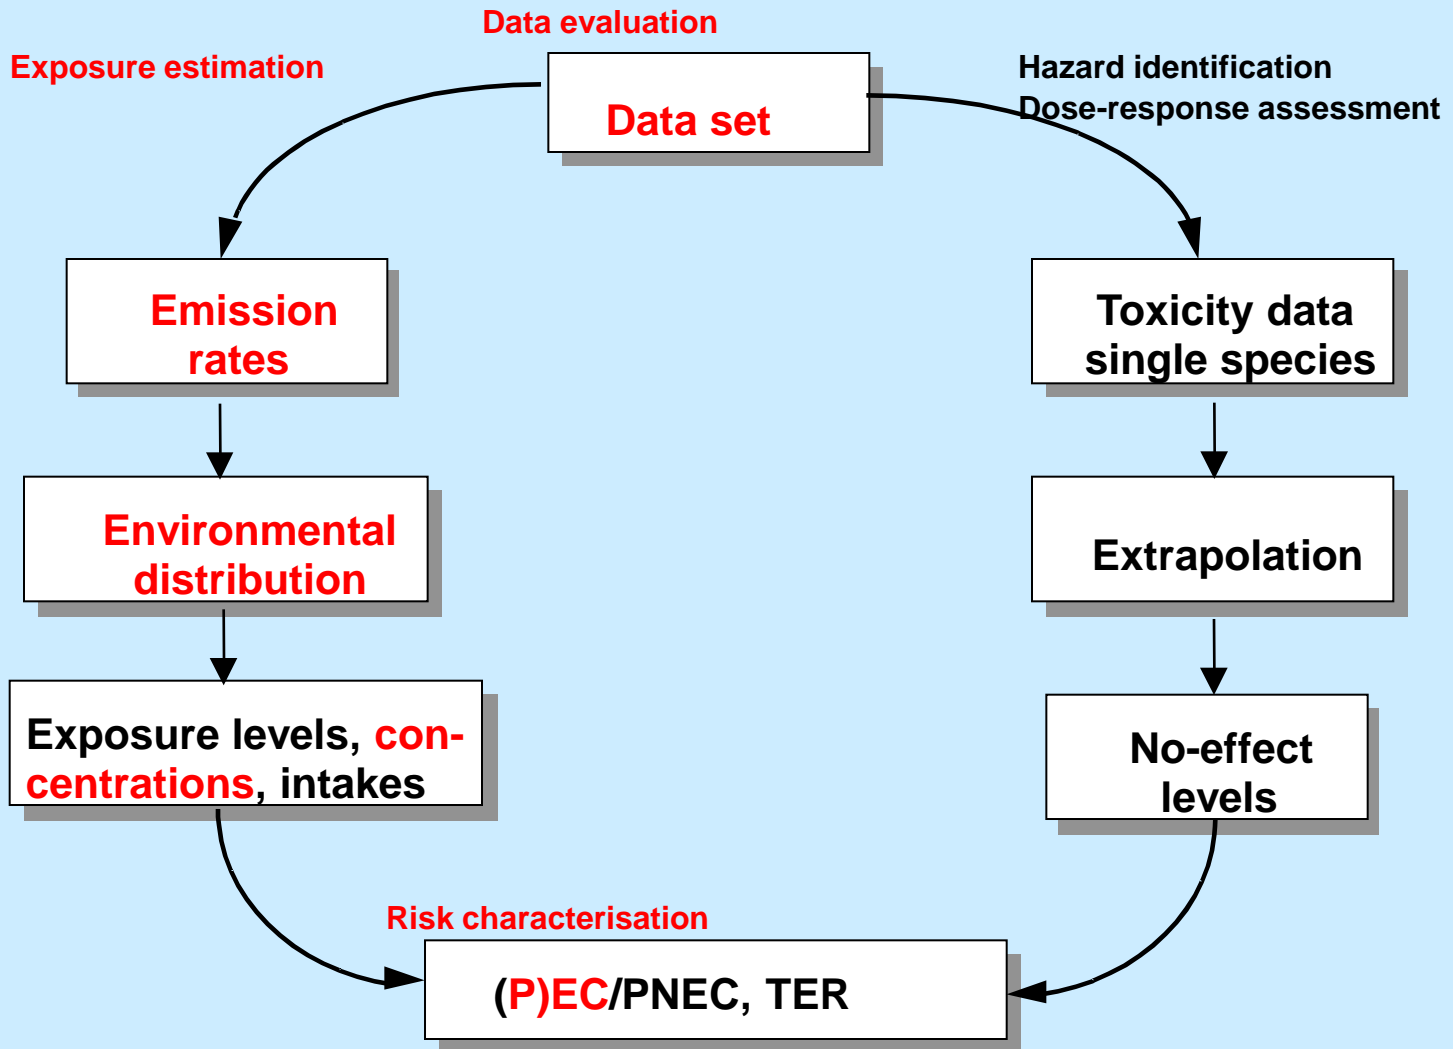 Data evaluation
Exposure estimation
Hazard identification
Dose-response assessment
Data set
Emission
rates
Toxicity data
single species
Environmental
distribution
Extrapolation
Exposure levels, con-
centrations, intakes
No-effect
levels
Risk characterisation
(P)EC/PNEC, TER